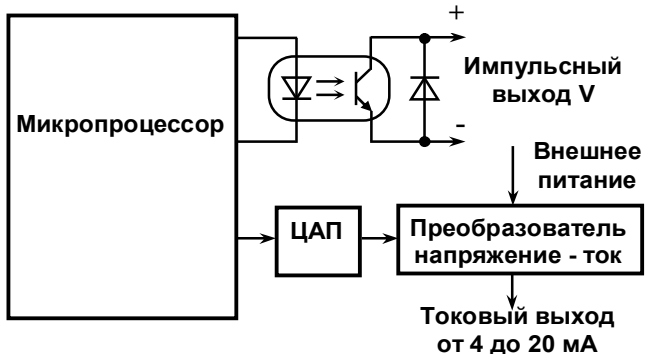 +
Импульсный
выход V
Микропроцессор
-
Внешнее
питание
ЦАП
Преобразователь
напряжение - ток
Токовый выход
от 4 до 20 мА